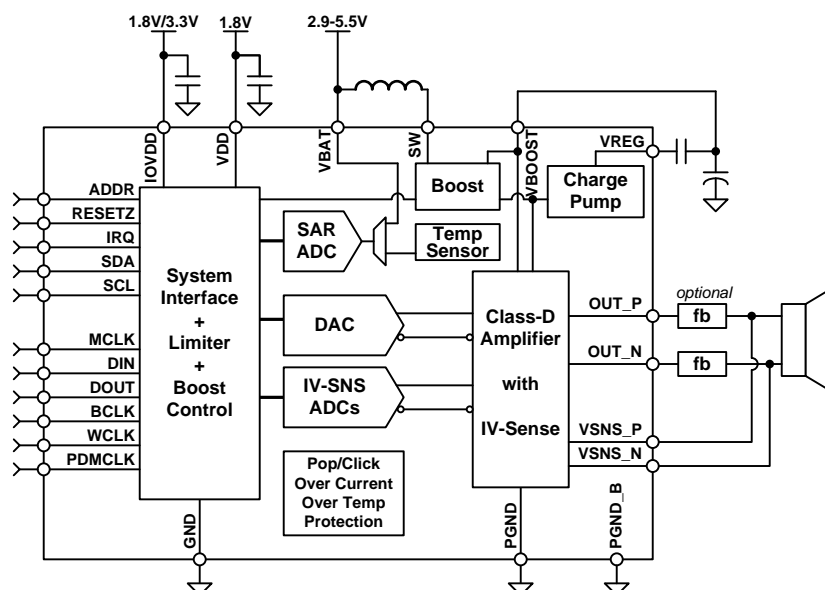 1.8V/3.3V
1.8V
2.9-5.5V
IOVDD
VDD
VBAT
SW
VBOOST
VREG
ADDR
RESETZ
IRQ
SDA
SCL
MCLK
DIN
DOUT
BCLK
WCLK
PDMCLK
System
Interface
+
Limiter
+
Boost
Control
Boost
Charge
Pump
SAR
ADC
Temp
Sensor
DAC
IV-SNS
ADCs
Class-D
Amplifier
with
IV-Sense
OUT_P
OUT_N
VSNS_P
VSNS_N
optional
fb
fb
Pop/Click
Over Current
Over Temp
Protection
GND
PGND
PGND_B